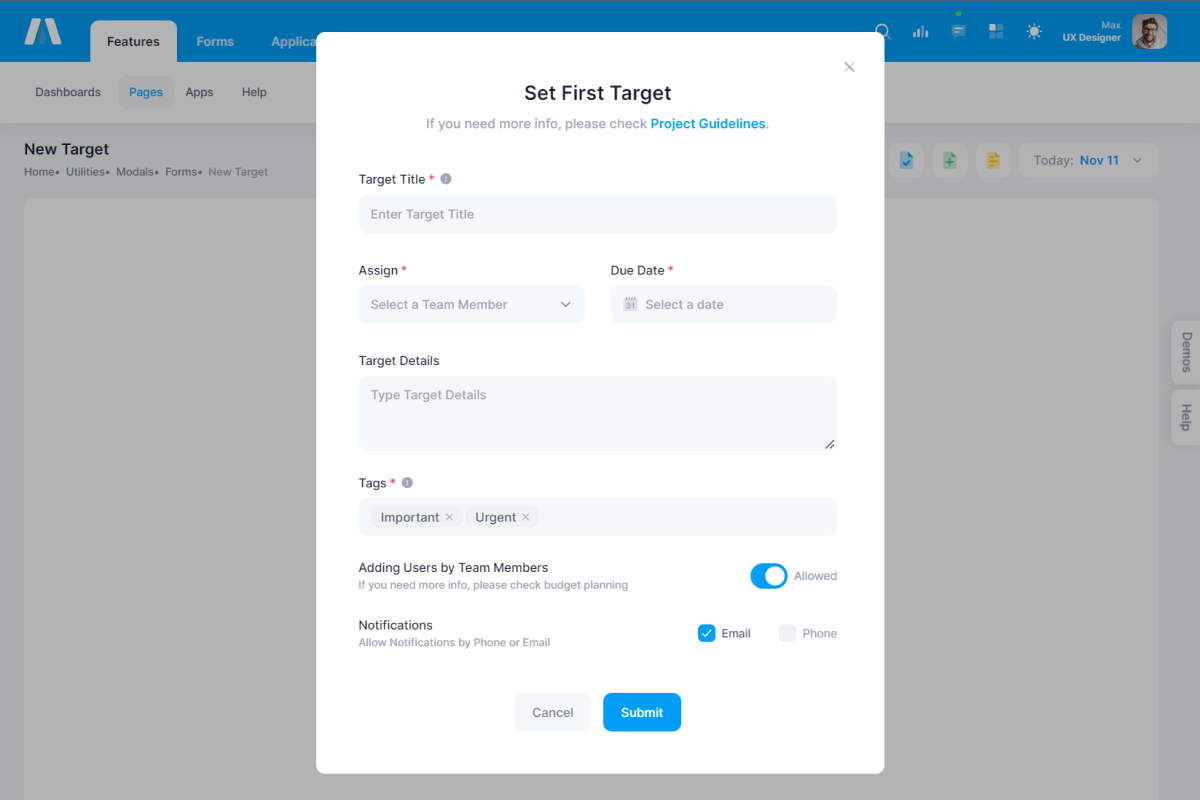 Features
Forms
Applica
Max
UX Designer
Dashboards
Pages
Apps
Help
New Target
Home• Utilities• Modals• Forms• New Target
Today: Nov 11
Set First Target
If you need more info, please check Project Guidelines.
Target Title *
Enter Target Title
Assign *
Due Date *
Select a Team Member
31
Select a date
Target Details
Type Target Details
Tags *
Important ×
Urgent ×
Adding Users by Team Members
If you need more info, please check budget planning
Allowed
Notifications
Allow Notifications by Phone or Email
Email
Phone
Cancel
Submit
Demos
Help